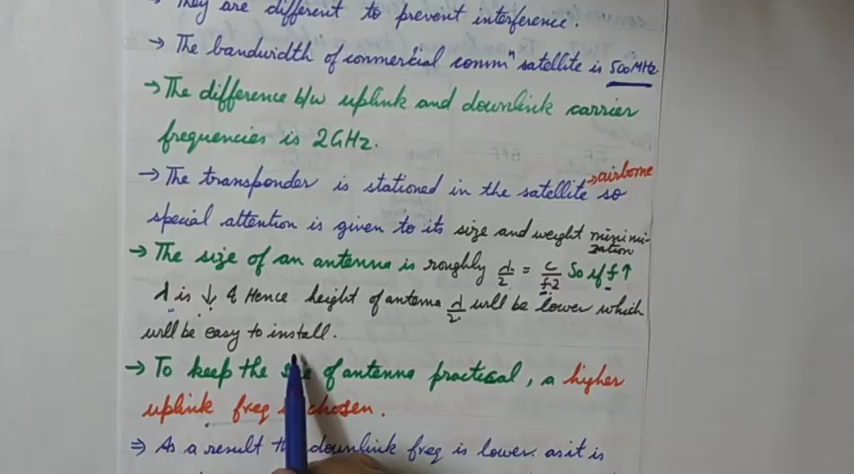 → They are different to prevent interference.
→ The bandwidth of commercial commⁿ satellite is 500MHz
→ The difference b/w uplink and downlink carrier
frequencies is 2GHz.
→ airborne
→ The transponder is stationed in the satellite so
special attention is given to its size and weight minimi-
zation
→ The size of an antenna is roughly λ/2 = c/f·2 So if f ↑
λ is ↓ & Hence height of antenna λ/2 will be lower which
will be easy to install.
→ To keep the of antenna practical, a higher
uplink freq chosen.
⇒ As a result downlink freq is lower as it is